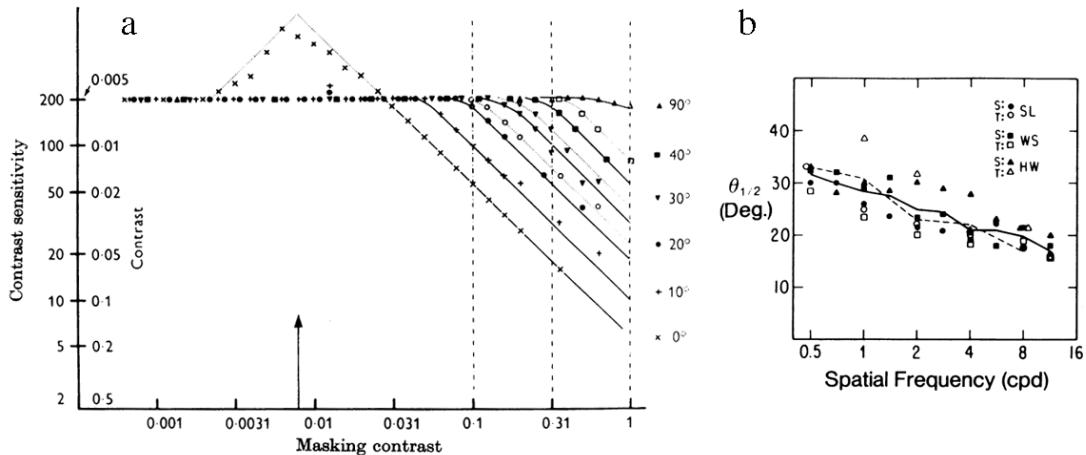 a
b
0·005
200
100
50
20
10
5
2
0·01
0·02
0·05
0·1
0·2
0·5
Contrast sensitivity
Contrast
90°
40°
30°
20°
10°
0°
0·001
0·0031
0·01
0·031
0·1
0·31
1
Masking contrast
S: SL
T:
S: WS
T:
S: HW
T:
40
30
20
10
θ1/2
(Deg.)
0.5
1
2
4
8
16
Spatial Frequency (cpd)